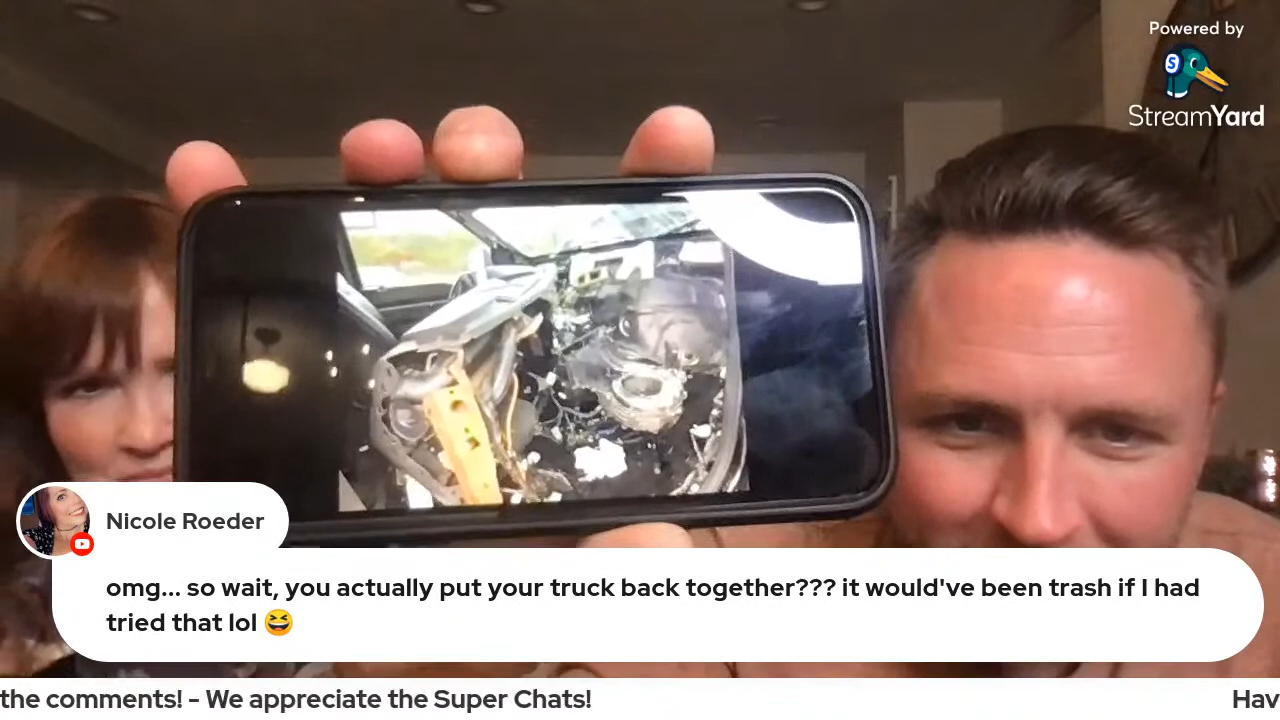 Powered by
StreamYard
Nicole Roeder
omg... so wait, you actually put your truck back together??? it would've been trash if I had
tried that lol 😆
the comments! - We appreciate the Super Chats! Hav